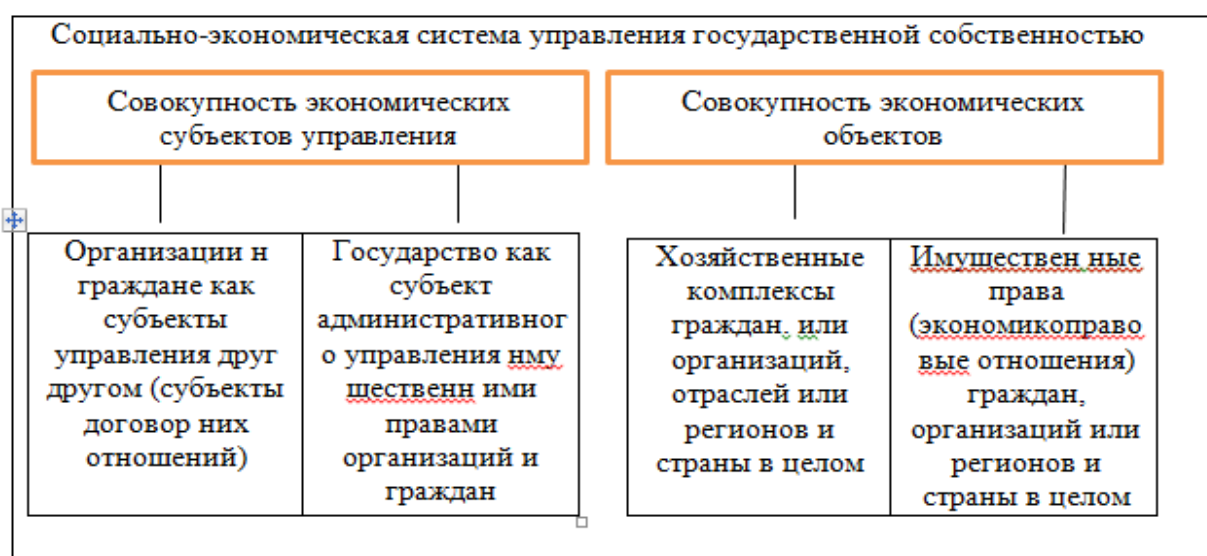 Социально-экономическая система управления государственной собственностью
Совокупность экономических
субъектов управления
Совокупность экономических
объектов
Организации н
граждане как
субъекты
управления друг
другом (субъекты
договор них
отношений)
Государство как
субъект
административног
о управления нму
щественн ими
правами
организаций и
граждан
Хозяйственные
комплексы
граждан, или
организаций,
отраслей или
регионов и
страны в целом
Имуществен ные
права
(экономикоправо
вые отношения)
граждан,
организаций или
регионов и
страны в целом